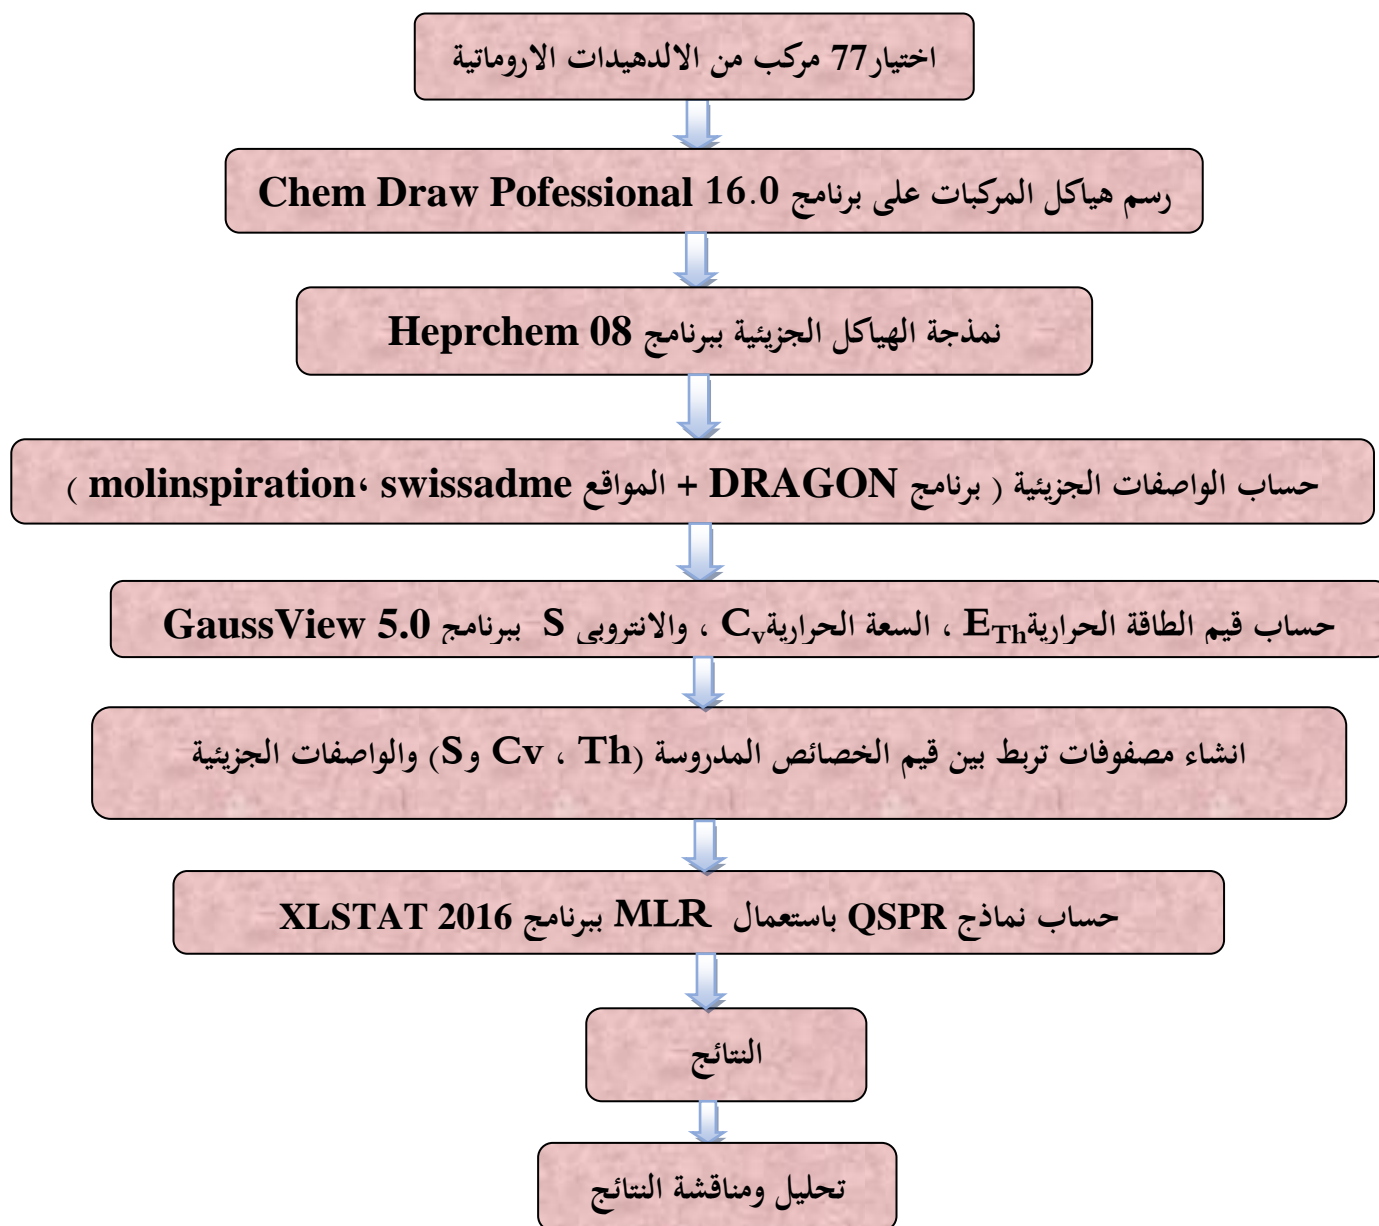 اختيار77 مركب من الالدهيدات الاروماتية
رسم هياكل المركبات على برنامج Chem Draw Pofessional 16.0
نمذجة الهياكل الجزيئية ببرنامج Heprchem 08
حساب الواصفات الجزيئية ( برنامج DRAGON + المواقع molinspiration، swissadme )
حساب قيم الطاقة الحراريةE_Th ، السعة الحراريةC_v ، والانتروبي S ببرنامج GaussView 5.0
انشاء مصفوفات تربط بين قيم الخصائص المدروسة (Cv ، Th وS) والواصفات الجزيئية
حساب نماذج QSPR باستعمال MLR ببرنامج XLSTAT 2016
النتائج
تحليل ومناقشة النتائج